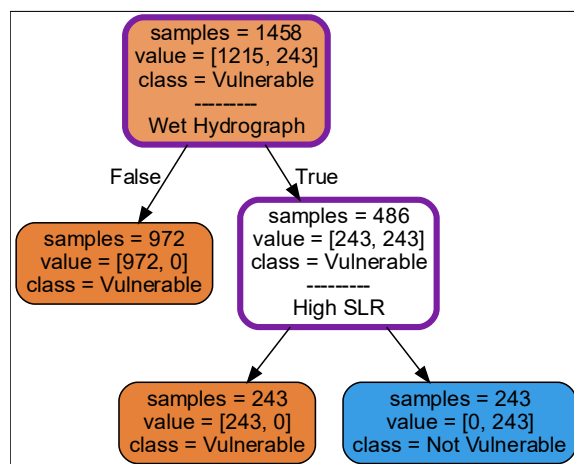 samples = 1458
value = [1215, 243]
class = Vulnerable
---------
Wet Hydrograph
False
True
samples = 972
value = [972, 0]
class = Vulnerable
samples = 486
value = [243, 243]
class = Vulnerable
---------
High SLR
samples = 243
value = [243, 0]
class = Vulnerable
samples = 243
value = [0, 243]
class = Not Vulnerable